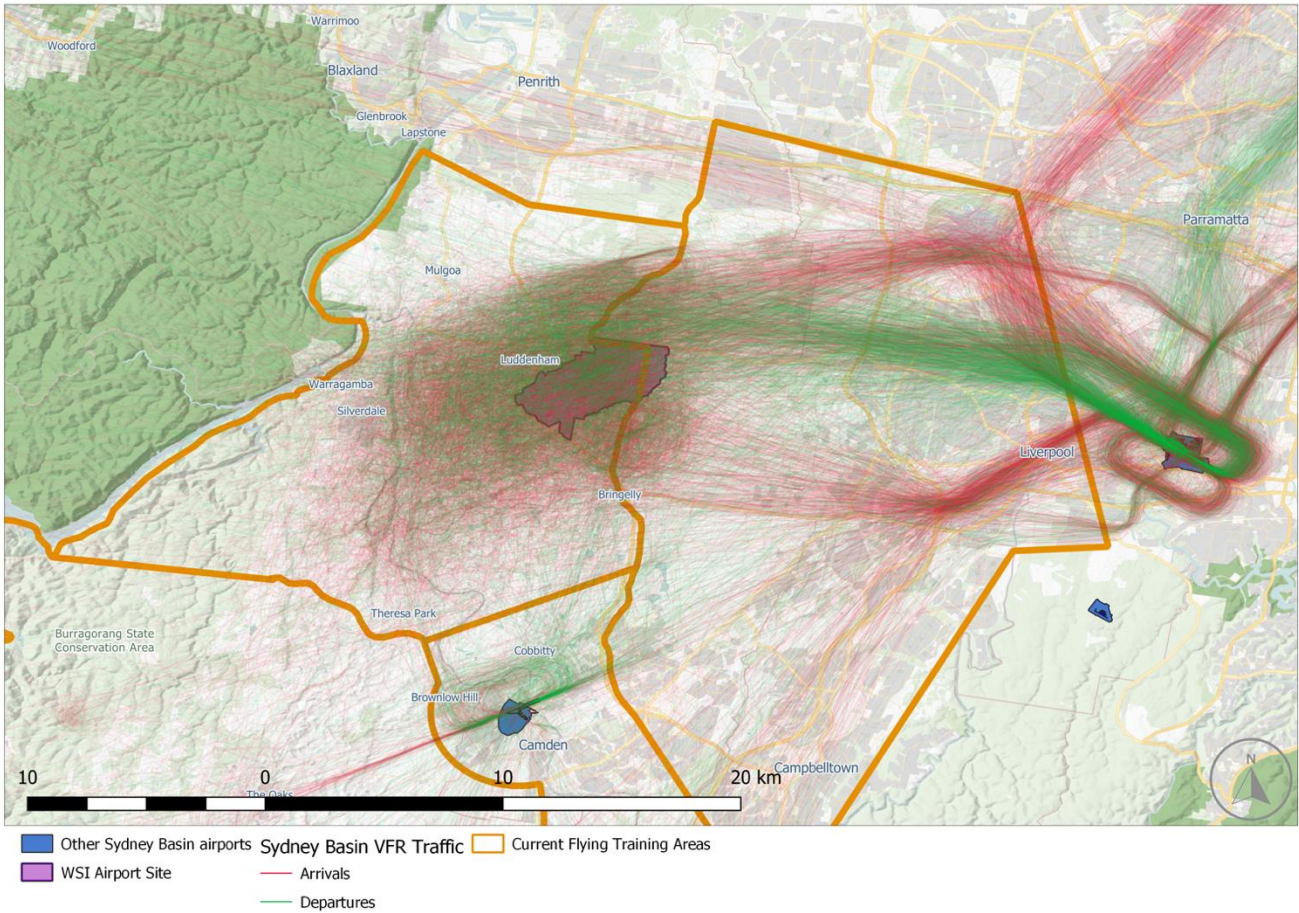 Warrimoo
Woodford
Blaxland
Penrith
Glenbrook
Lapstone
Parramatta
Mulgoa
Luddenham
Warragamba
Silverdale
Liverpool
Bringelly
Theresa Park
Burragorang State
Conservation Area
Cobbitty
Brownlow Hill
Camden
Campbelltown
N
10 0 10 20 km
The Oaks
Other Sydney Basin airports
WSI Airport Site
Sydney Basin VFR Traffic
Arrivals
Departures
Current Flying Training Areas